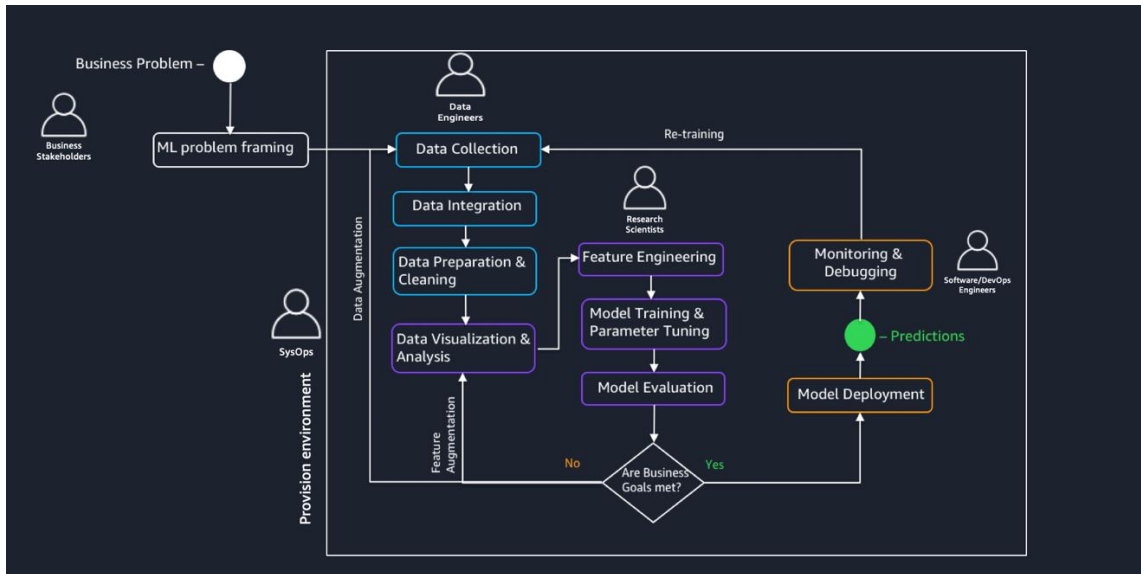 Business Problem –
Business
Stakeholders
ML problem framing
Data
Engineers
Data Collection
Re-training
Data Integration
Data Preparation &
Cleaning
Data Visualization &
Analysis
Research
Scientists
Feature Engineering
Model Training &
Parameter Tuning
Model Evaluation
Monitoring &
Debugging
Software/DevOps
Engineers
– Predictions
Model Deployment
Data Augmentation
SysOps
Provision environment
Feature
Augmentation
No
Are Business
Goals met?
Yes